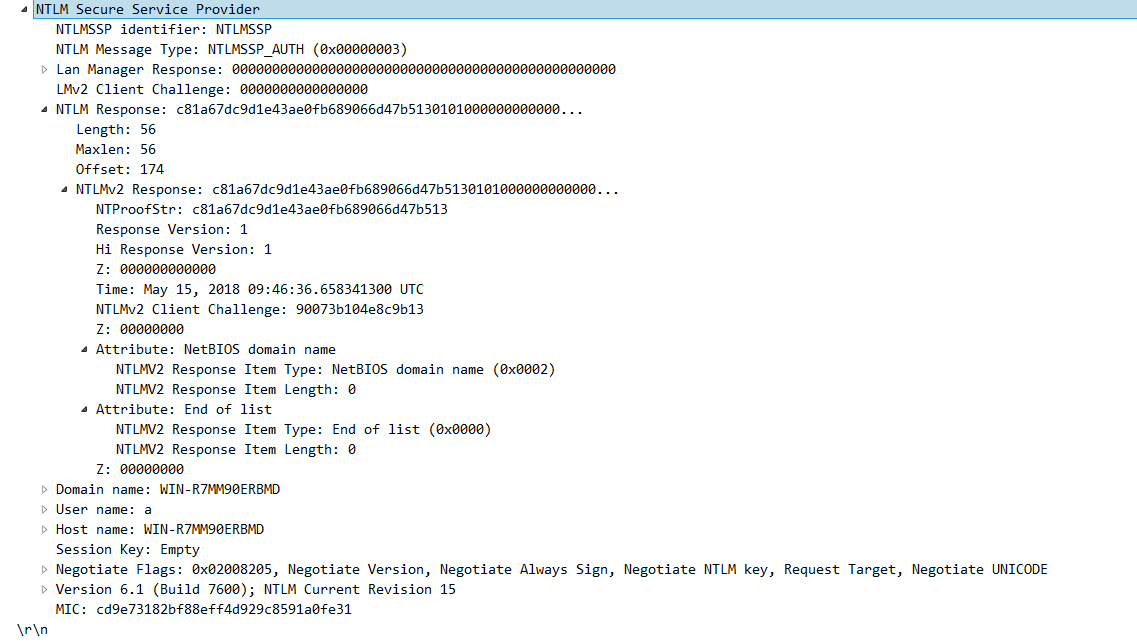 NTLM Secure Service Provider
NTLMSSP identifier: NTLMSSP
NTLM Message Type: NTLMSSP_AUTH (0x00000003)
Lan Manager Response: 000000000000000000000000000000000000000000000000
LMv2 Client Challenge: 0000000000000000
NTLM Response: c81a67dc9d1e43ae0fb689066d47b5130101000000000000...
Length: 56
Maxlen: 56
Offset: 174
NTLMv2 Response: c81a67dc9d1e43ae0fb689066d47b5130101000000000000...
NTProofStr: c81a67dc9d1e43ae0fb689066d47b513
Response Version: 1
Hi Response Version: 1
Z: 000000000000
Time: May 15, 2018 09:46:36.658341300 UTC
NTLMv2 Client Challenge: 90073b104e8c9b13
Z: 00000000
Attribute: NetBIOS domain name
NTLMV2 Response Item Type: NetBIOS domain name (0x0002)
NTLMV2 Response Item Length: 0
Attribute: End of list
NTLMV2 Response Item Type: End of list (0x0000)
NTLMV2 Response Item Length: 0
Z: 00000000
Domain name: WIN-R7MM90ERBMD
User name: a
Host name: WIN-R7MM90ERBMD
Session Key: Empty
Negotiate Flags: 0x02008205, Negotiate Version, Negotiate Always Sign, Negotiate NTLM key, Request Target, Negotiate UNICODE
Version 6.1 (Build 7600); NTLM Current Revision 15
MIC: cd9e73182bf88eff4d929c8591a0fe31
\r\n